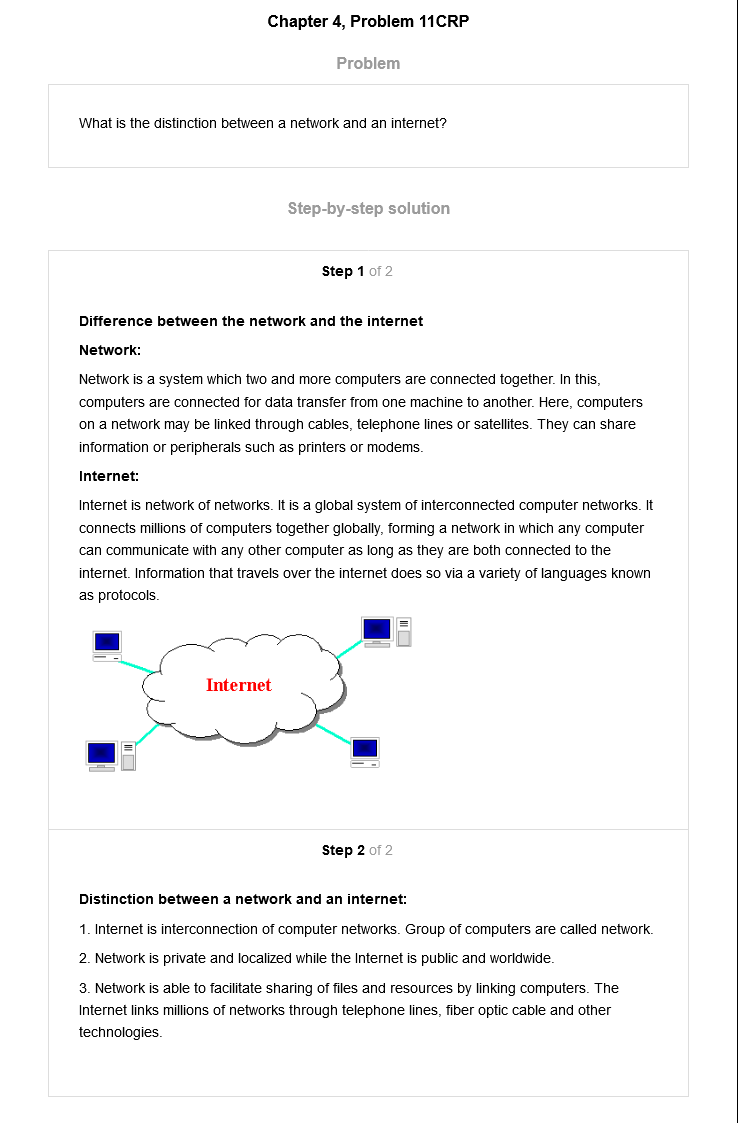 Chapter 4, Problem 11CRP
Problem
What is the distinction between a network and an internet?
Step-by-step solution
Step 1 of 2
Difference between the network and the internet
Network:
Network is a system which two and more computers are connected together. In this,
computers are connected for data transfer from one machine to another. Here, computers
on a network may be linked through cables, telephone lines or satellites. They can share
information or peripherals such as printers or modems.
Internet:
Internet is network of networks. It is a global system of interconnected computer networks. It
connects millions of computers together globally, forming a network in which any computer
can communicate with any other computer as long as they are both connected to the
internet. Information that travels over the internet does so via a variety of languages known
as protocols.
Internet
Step 2 of 2
Distinction between a network and an internet:
1. Internet is interconnection of computer networks. Group of computers are called network.
2. Network is private and localized while the Internet is public and worldwide.
3. Network is able to facilitate sharing of files and resources by linking computers. The
Internet links millions of networks through telephone lines, fiber optic cable and other
technologies.